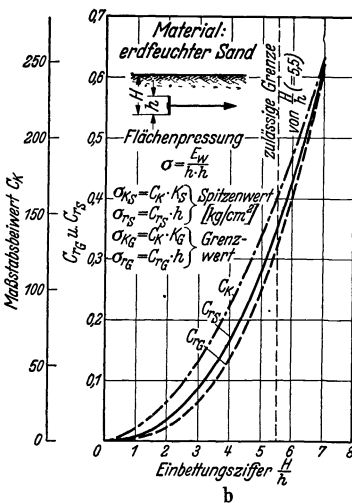 Material:
erdfeuchter Sand
H
h
Flächenpressung
σ = E_W / h·h
σ_KS = C_K · K_S } Spitzenwert
σ_rS = C_rS · h } [kg/cm²]
σ_KG = C_K · K_G } Grenz-
σ_rG = C_rG · h } wert
zulässige Grenze
von H/h (=5,5)
C_K
C_rS
C_rG
Maßstabsbeiwert C_K
250
200
150
100
50
0
C_rG u. C_rS
0,7
0,6
0,5
0,4
0,3
0,2
0,1
0 1 2 3 4 5 6 7 8
Einbettungsziffer H/h
b